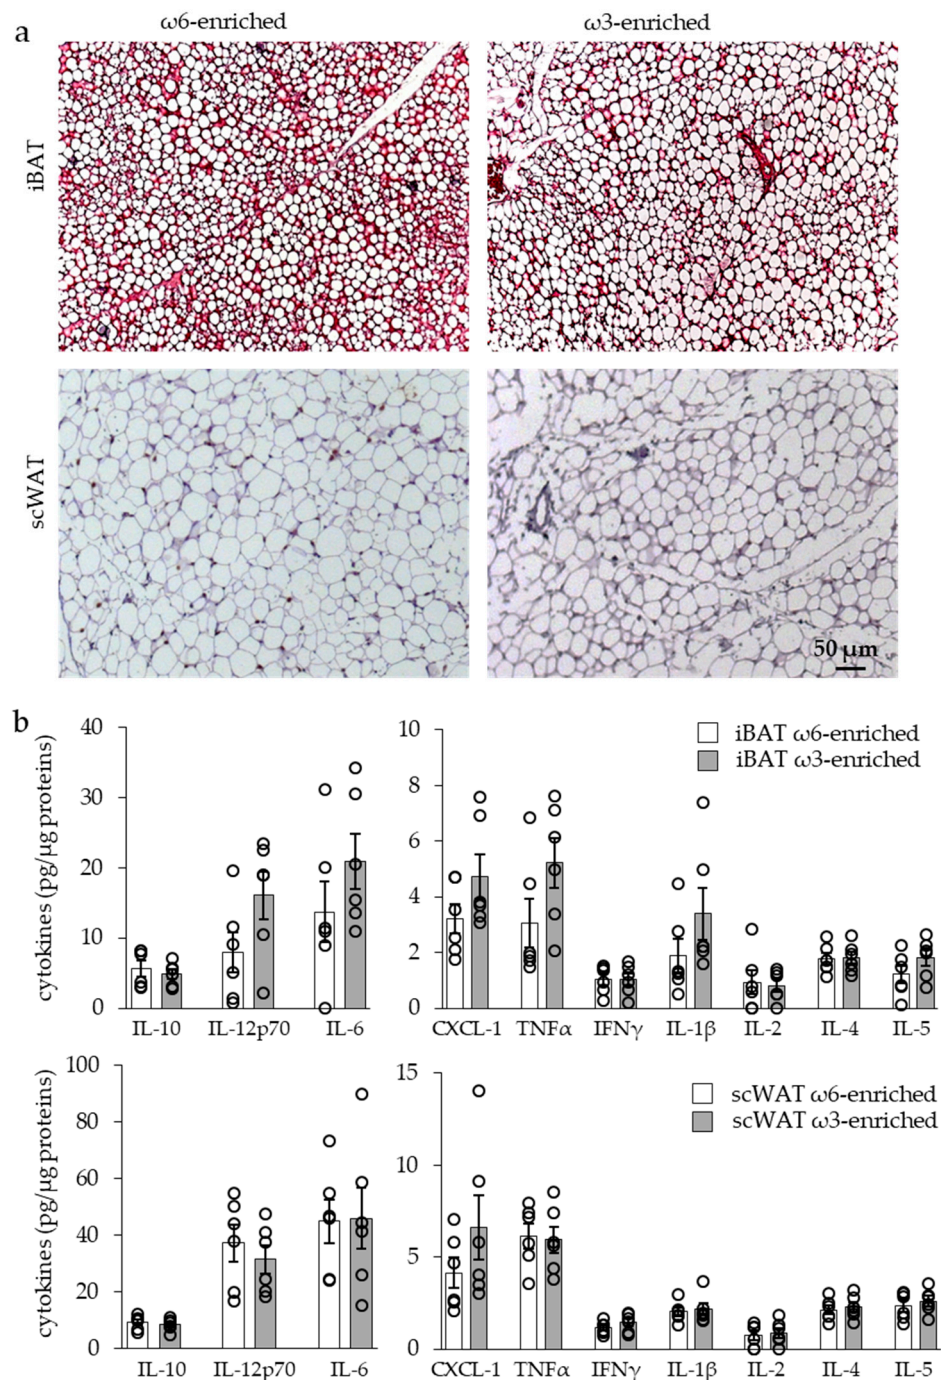 a
ω6-enriched
ω3-enriched
iBAT
scWAT
50 µm
b
cytokines (pg/µg proteins)
40
30
20
10
0
IL-10 IL-12p70 IL-6
10
8
6
4
2
0
iBAT ω6-enriched
iBAT ω3-enriched
CXCL-1 TNFα IFNγ IL-1β IL-2 IL-4 IL-5
cytokines (pg/µg proteins)
100
80
60
40
20
0
IL-10 IL-12p70 IL-6
15
10
5
0
scWAT ω6-enriched
scWAT ω3-enriched
CXCL-1 TNFα IFNγ IL-1β IL-2 IL-4 IL-5